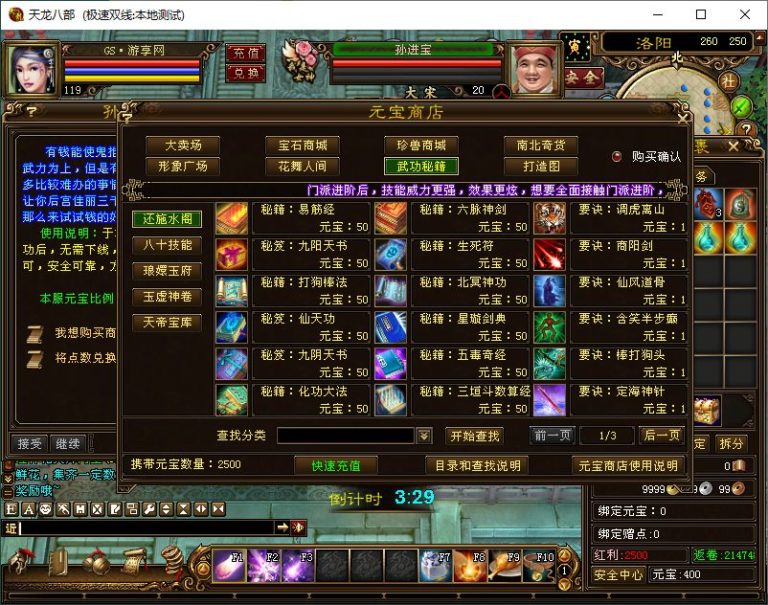 天龙八部 (极速双线:本地测试)
GS·游享网
充值
兑换
119
孙进宝
大宋
20
寅
洛阳
260 250
北
安全
社
孙
元宝商店
大卖场
宝石商城
珍兽商城
南北奇货
形象广场
花舞人间
武功秘籍
打造图
购买确认
门派进阶后，技能威力更强，效果更炫，想要全面接触门派进阶，
有钱能使鬼推
武力为上，但是有
多比较难办的事情
让你后宫佳丽三千
那么来试试钱的好
使用说明：于
功后，无需下线，
可，安全可靠，方
本服元宝比例
我想购买商
将点数兑换
接受
继续
还施水阁
八十技能
琅嬛玉府
玉虚神卷
天帝宝库
秘籍：易筋经
元宝：50
秘籍：六脉神剑
元宝：50
要诀：调虎离山
元宝：1
秘笈：九阳天书
元宝：50
秘籍：生死符
元宝：50
要诀：商阳剑
元宝：1
秘籍：打狗棒法
元宝：50
秘籍：北冥神功
元宝：50
要诀：仙风道骨
元宝：1
秘笈：仙天功
元宝：50
秘籍：星璇剑典
元宝：50
要诀：含笑半步癫
元宝：1
秘笈：九阴天书
元宝：50
秘籍：五毒奇经
元宝：50
要诀：棒打狗头
元宝：1
秘籍：化功大法
元宝：50
秘籍：三垣斗数算经
元宝：50
要诀：定海神针
元宝：1
查找分类
开始查找
前一页
1/3
后一页
携带元宝数量：2500
快速充值
目录和查找说明
元宝商店使用说明
务
3
定
拆分
0
9999
99
99
绑定元宝：0
绑定赠点：0
红利:2500
返卷:21474
安全中心
元宝:400
鲜花，集齐一定数
奖励哦~
倒计时 3:29
近
F1
F2
F3
F7
F8
F9
F10
1